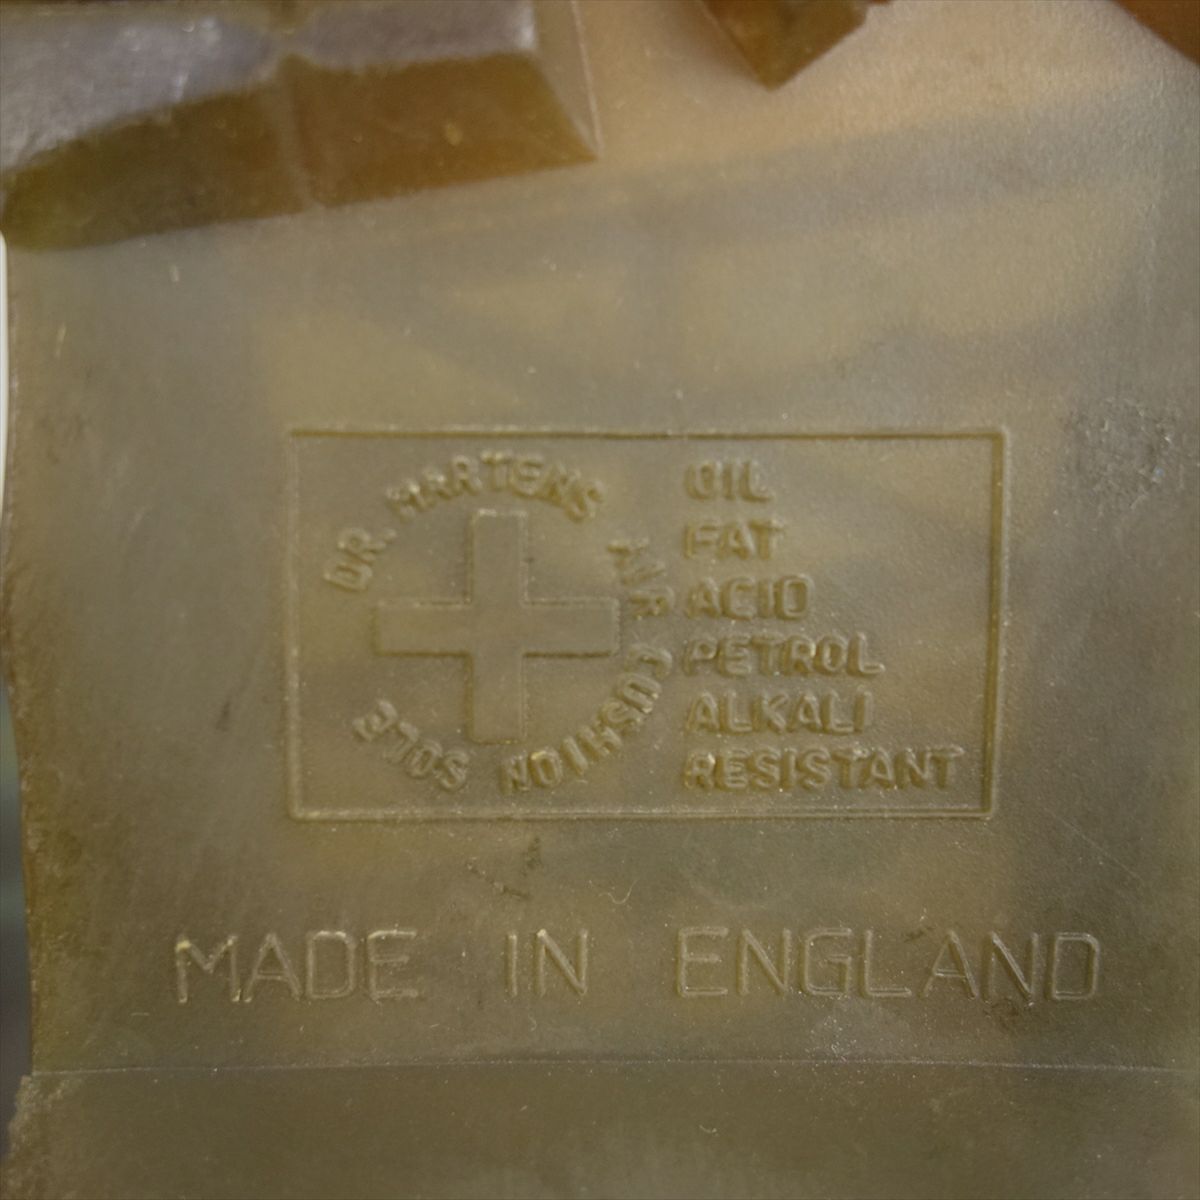 DR. MARTENS AIR CUSHION SOLE
OIL
FAT
ACID
PETROL
ALKALI
RESISTANT
MADE IN ENGLAND